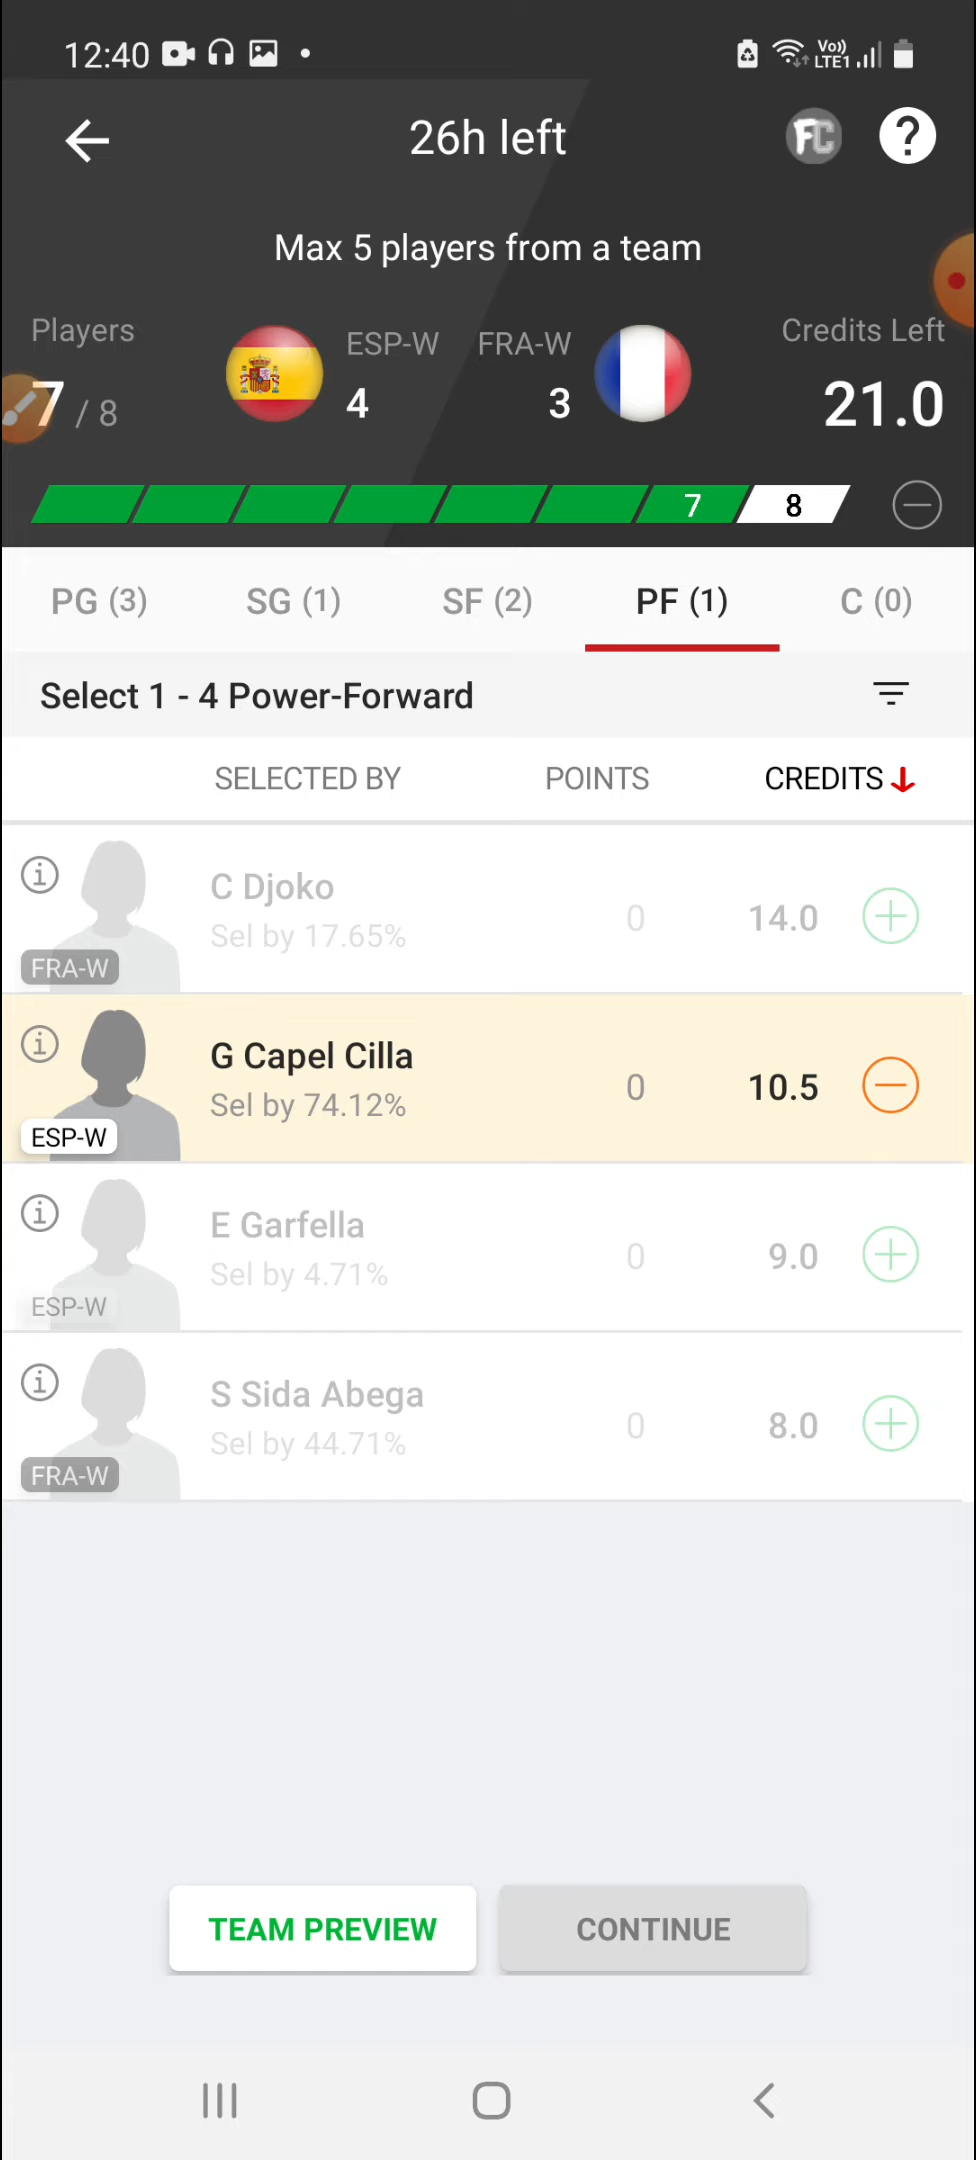 12:40
Vo))
LTE1
26h left
FC
?
Max 5 players from a team
Players
ESP-W
FRA-W
Credits Left
7 / 8
4
3
21.0
7
8
PG (3)
SG (1)
SF (2)
PF (1)
C (0)
Select 1 - 4 Power-Forward
SELECTED BY
POINTS
CREDITS
C Djoko
0
14.0
Sel by 17.65%
FRA-W
G Capel Cilla
0
10.5
Sel by 74.12%
ESP-W
E Garfella
0
9.0
Sel by 4.71%
ESP-W
S Sida Abega
0
8.0
Sel by 44.71%
FRA-W
TEAM PREVIEW
CONTINUE